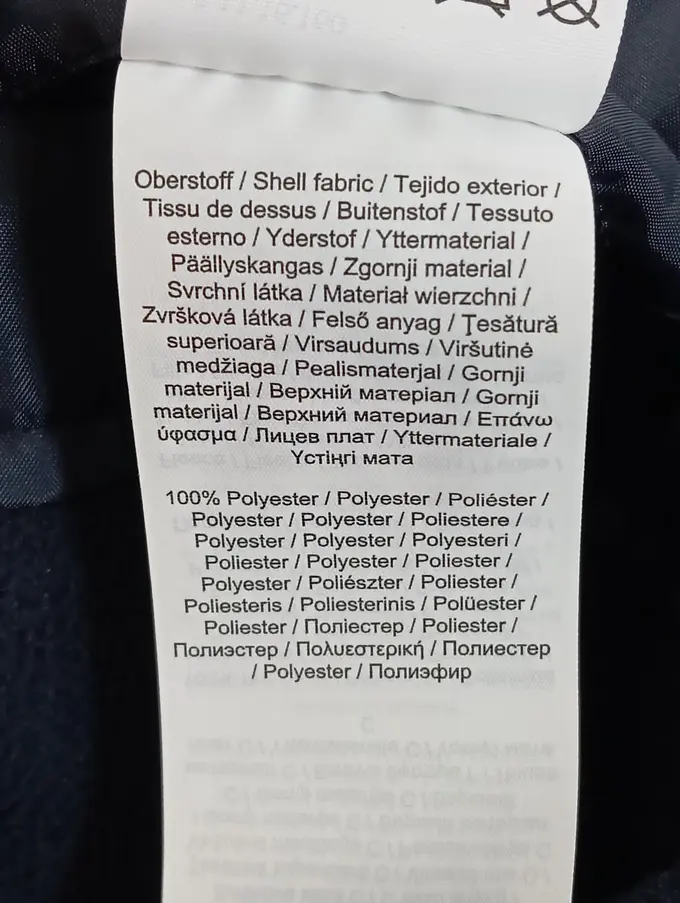 Oberstoff / Shell fabric / Tejido exterior /
Tissu de dessus / Buitenstof / Tessuto
esterno / Yderstof / Yttermaterial /
Päällyskangas / Zgornji material /
Svrchní látka / Materiał wierzchni /
Zvršková látka / Felső anyag / Ţesătură
superioară / Virsaudums / Viršutinė
medžiaga / Pealismaterjal / Gornji
materijal / Верхній матеріал / Gornji
materijal / Верхний материал / Επάνω
ύφασμα / Лицев плат / Yttermateriale /
Үстіңгі мата
100% Polyester / Polyester / Poliéster /
Polyester / Polyester / Poliestere /
Polyester / Polyester / Polyesteri /
Poliester / Polyester / Poliester /
Polyester / Poliészter / Poliester /
Poliesteris / Poliesterinis / Polüester /
Poliester / Поліестер / Poliester /
Полиэстер / Πολυεστερική / Полиестер
/ Polyester / Полиэфир